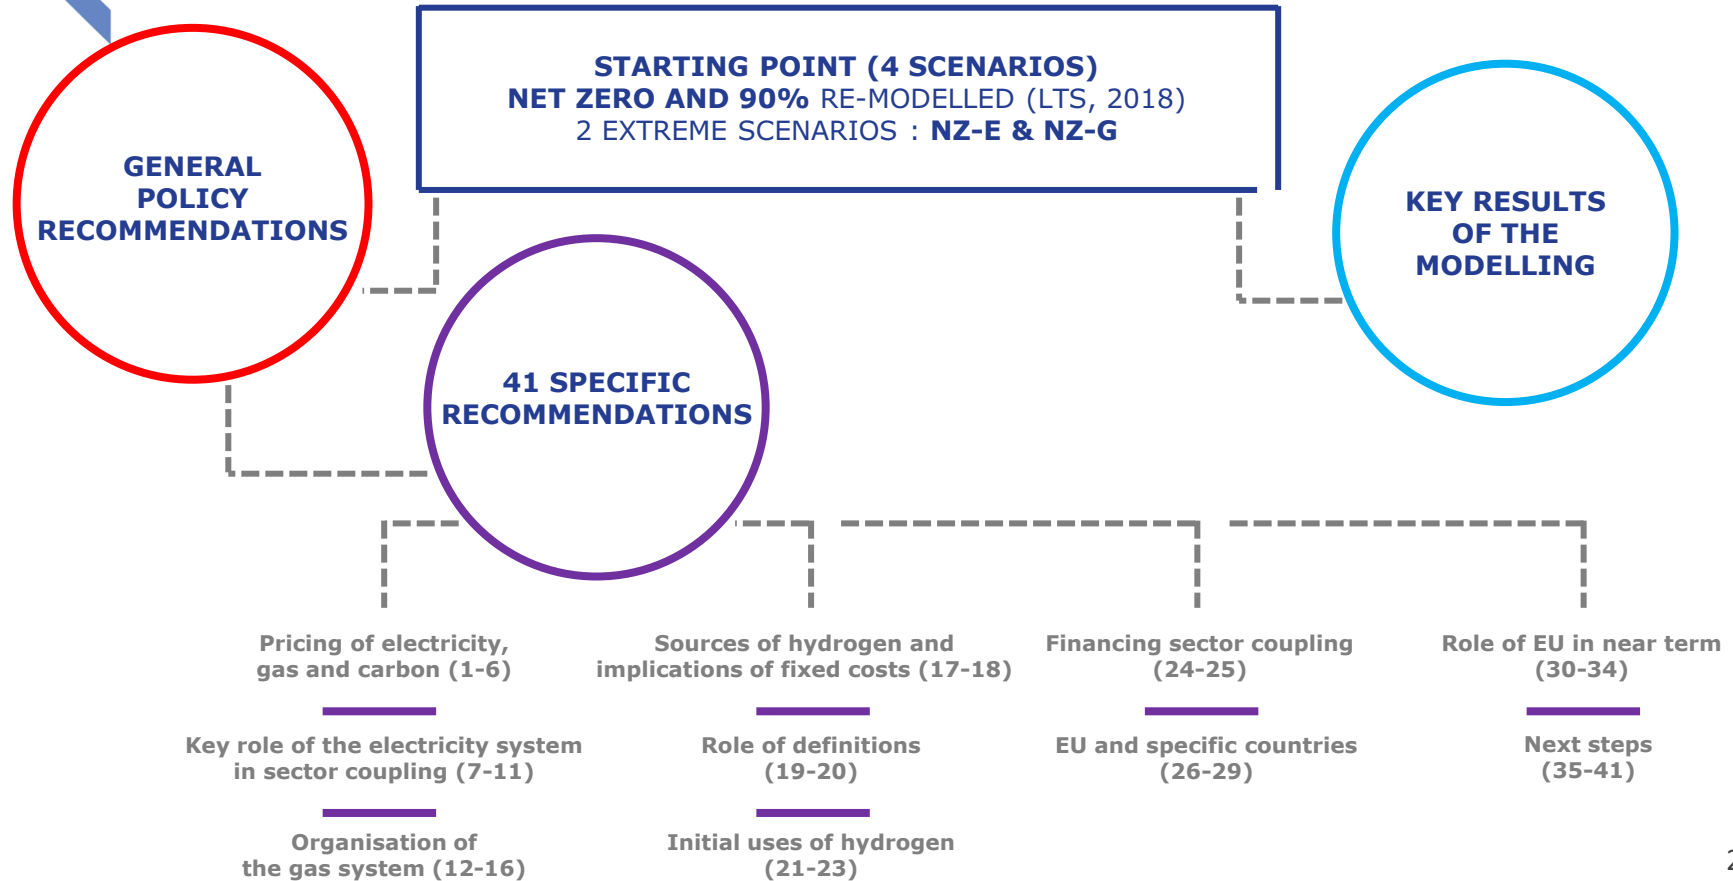 STARTING POINT (4 SCENARIOS)
NET ZERO AND 90% RE-MODELLED (LTS, 2018)
2 EXTREME SCENARIOS : NZ-E & NZ-G
GENERAL
POLICY
RECOMMENDATIONS
KEY RESULTS
OF THE
MODELLING
41 SPECIFIC
RECOMMENDATIONS
Pricing of electricity,
gas and carbon (1-6)
Key role of the electricity system
in sector coupling (7-11)
Organisation of
the gas system (12-16)
Sources of hydrogen and
implications of fixed costs (17-18)
Role of definitions
(19-20)
Initial uses of hydrogen
(21-23)
Financing sector coupling
(24-25)
EU and specific countries
(26-29)
Role of EU in near term
(30-34)
Next steps
(35-41)
2